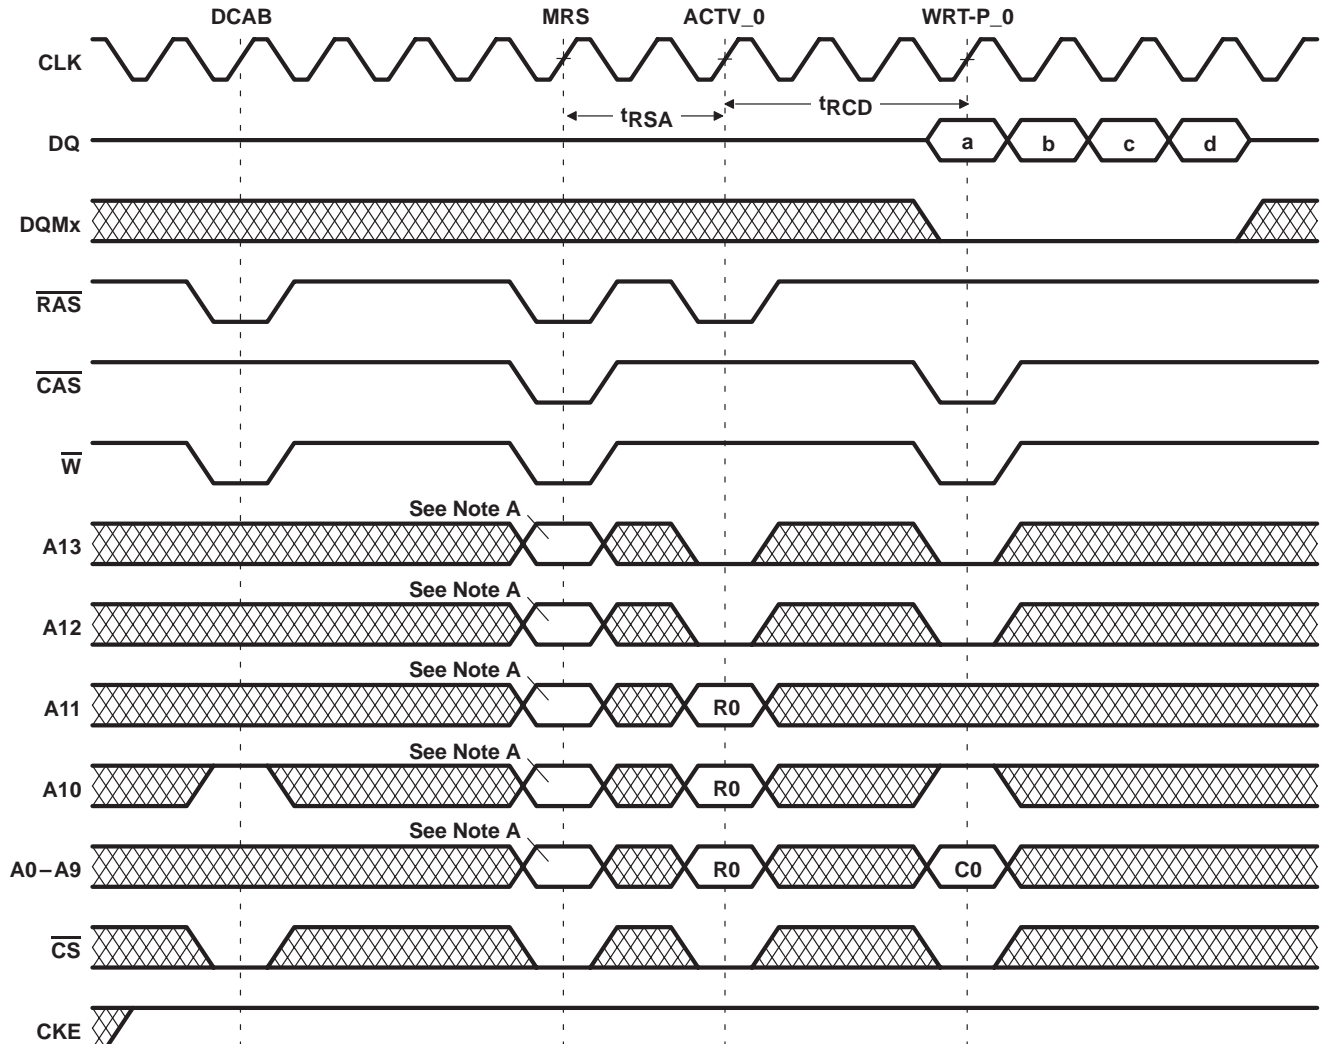 DCAB MRS ACTV_0 WRT-P_0
CLK
tRSA tRCD
DQ a b c d
DQMx
RAS
CAS
W
See Note A
A13
See Note A
A12
See Note A
A11 R0
See Note A
A10 R0
See Note A
A0–A9 R0 C0
CS
CKE